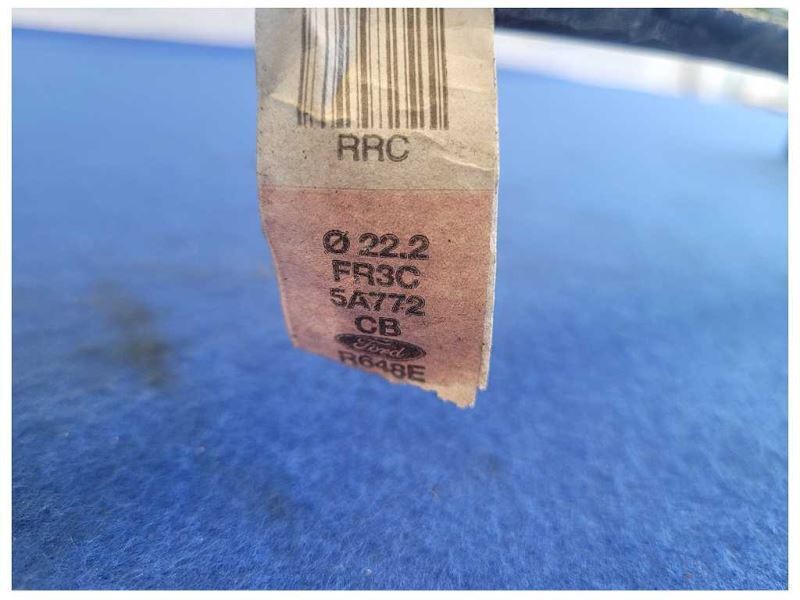 RRC
Ø 22.2
FR3C
5A772
CB
Ford
R648E